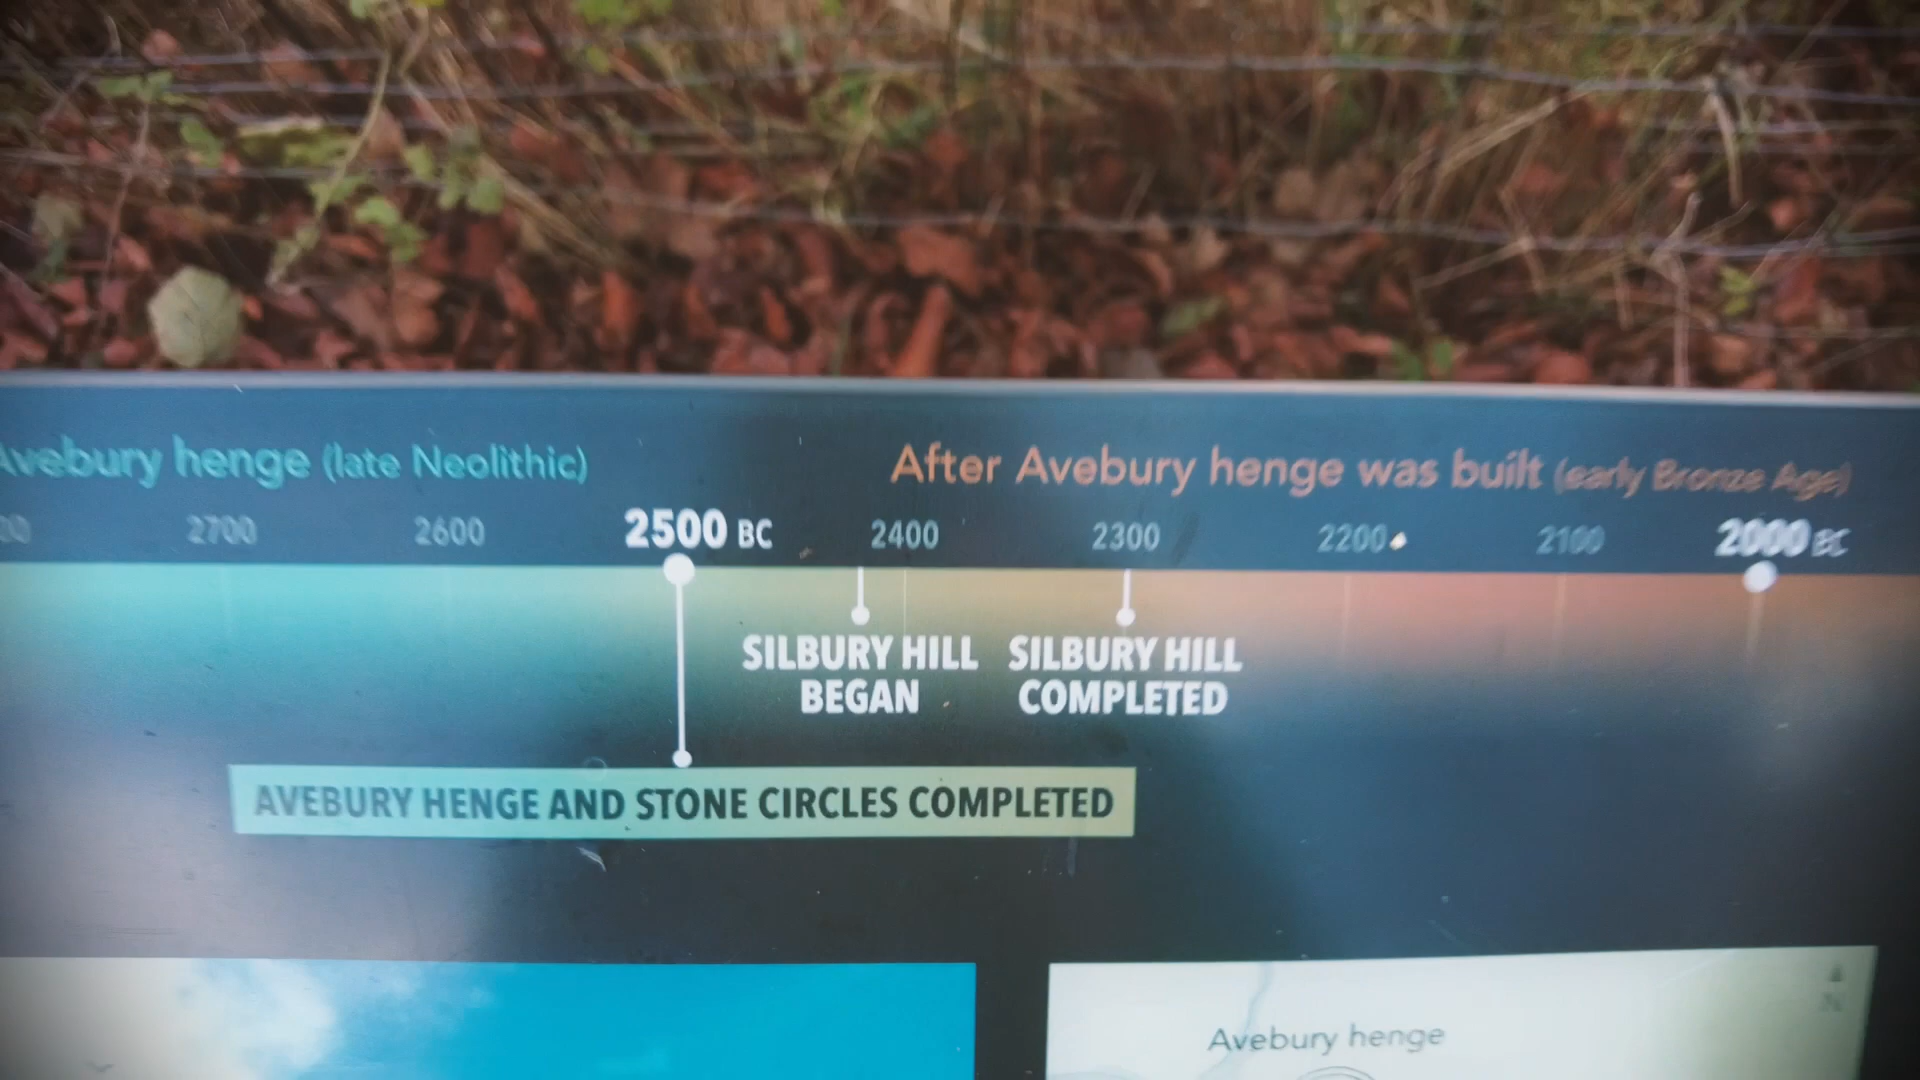 Avebury henge (late Neolithic)
After Avebury henge was built (early Bronze Age)
2700 2600 2500 BC 2400 2300 2200 2100 2000 BC
SILBURY HILL
BEGAN
SILBURY HILL
COMPLETED
AVEBURY HENGE AND STONE CIRCLES COMPLETED
N
Avebury henge